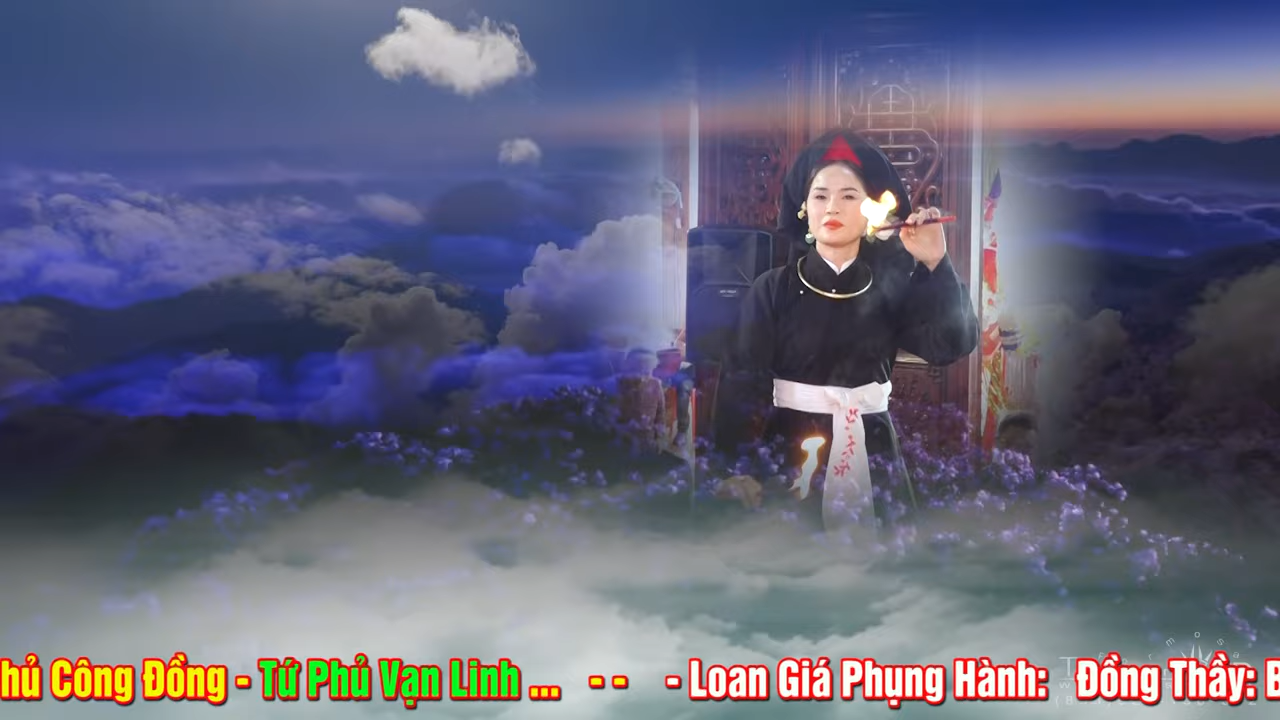 hủ Công Đồng - Tứ Phủ Vạn Linh ... - - - Loan Giá Phụng Hành: Đồng Thầy: B